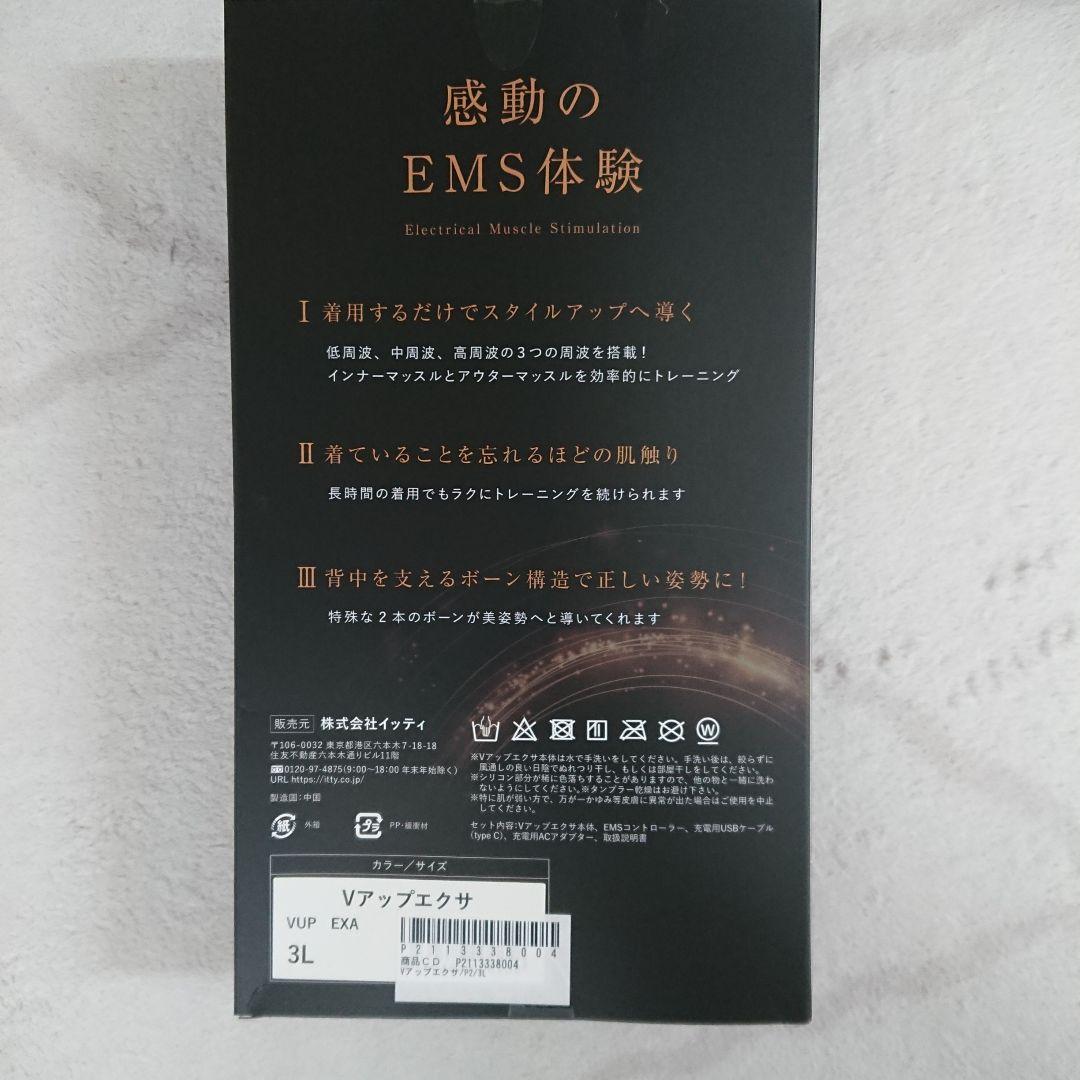 感動の
EMS体験
Electrical Muscle Stimulation
Ⅰ 着用するだけでスタイルアップへ導く
低周波、中周波、高周波の3つの周波を搭載!
インナーマッスルとアウターマッスルを効率的にトレーニング
Ⅱ 着ていることを忘れるほどの肌触り
長時間の着用でもラクにトレーニングを続けられます
Ⅲ 背中を支えるボーン構造で正しい姿勢に!
特殊な2本のボーンが美姿勢へと導いてくれます
販売元 株式会社イッティ
〒106-0032 東京都港区六本木7-18-18
住友不動産六本木通りビル11階
0120-97-4875(9:00〜18:00 年末年始除く)
URL https://itty.co.jp/
製造国:中国
紙 外箱 プラ PP・緩衝材
W
※Vアップエクサ本体は水で手洗いをしてください。手洗い後は、絞らずに
風通しの良い日陰でぬれつり干し、もしくは部屋干しをしてください。
※シリコン部分が稀に色落ちすることがありますので、他の物と一緒に洗わ
ないようにしてください。※タンブラー乾燥はお避け下さい。
※特に肌が弱い方で、万が一かゆみ等皮膚に異常が出た場合はご使用を中止
してください。
セット内容:Vアップエクサ本体、EMSコントローラー、充電用USBケーブル
(type C)、充電用ACアダプター、取扱説明書
カラー/サイズ
Vアップエクサ
VUP EXA
3L
P2113338004
商品CD P2113338004
Vアップエクサ/P2/3L